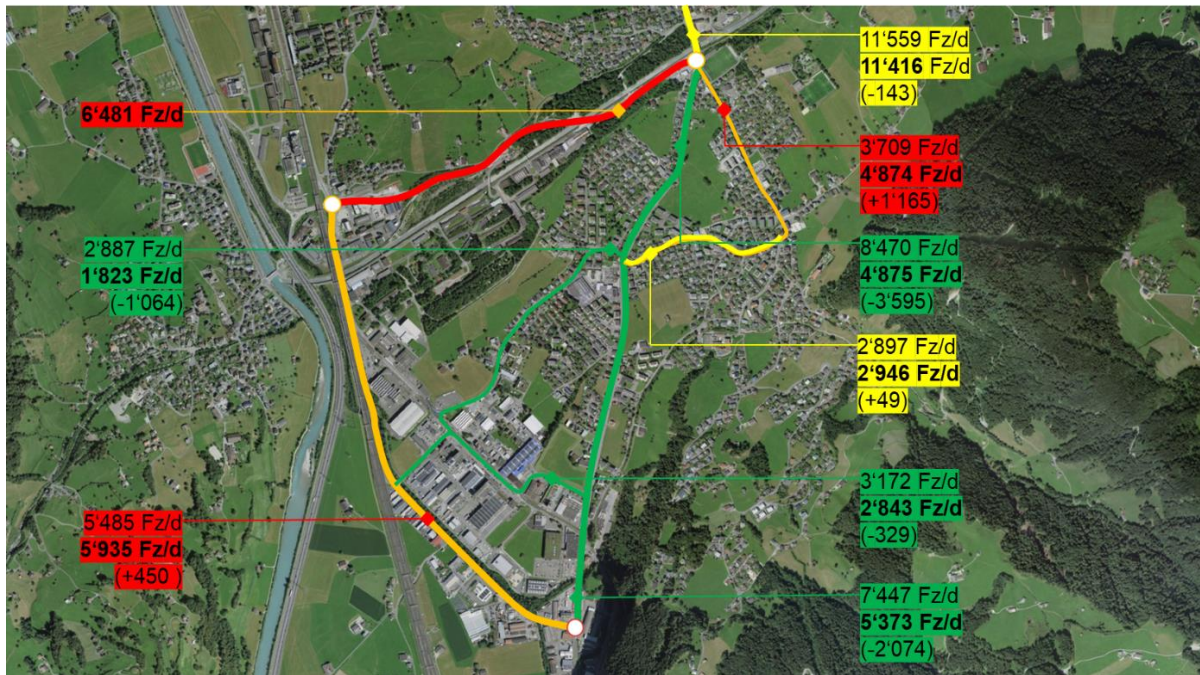 11‘559 Fz/d
11‘416 Fz/d
(-143)
6‘481 Fz/d
3‘709 Fz/d
4‘874 Fz/d
(+1‘165)
2‘887 Fz/d
1‘823 Fz/d
(-1‘064)
8‘470 Fz/d
4‘875 Fz/d
(-3‘595)
2‘897 Fz/d
2‘946 Fz/d
(+49)
3‘172 Fz/d
2‘843 Fz/d
(-329)
5‘485 Fz/d
5‘935 Fz/d
(+450 )
7‘447 Fz/d
5‘373 Fz/d
(-2‘074)